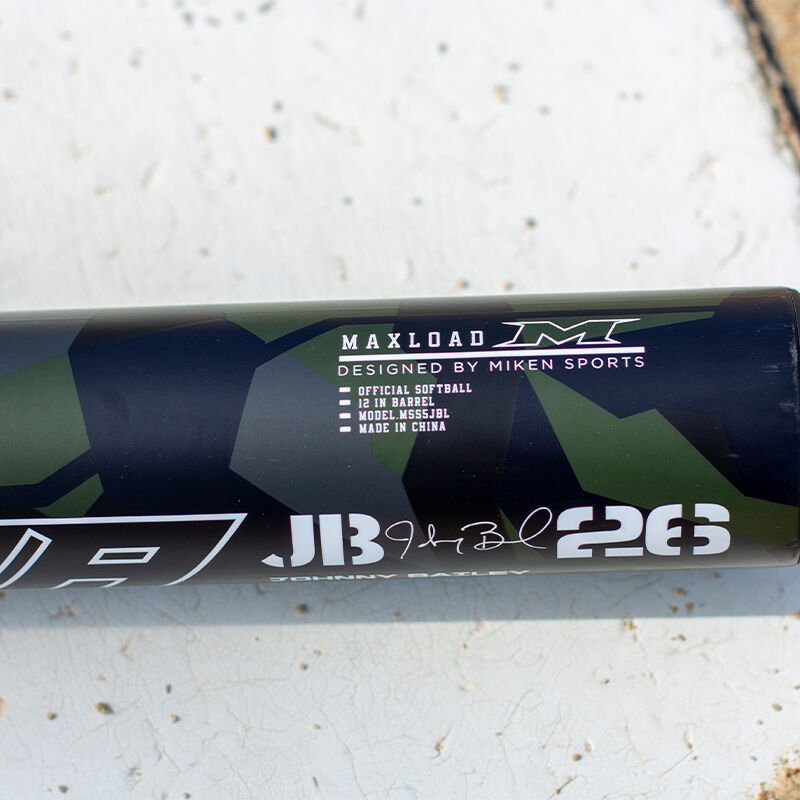 MAXLOAD M
DESIGNED BY MIKEN SPORTS
OFFICIAL SOFTBALL
12 IN BARREL
MODEL.MSS5JBL
MADE IN CHINA
JB 26
JOHNNY BAILEY